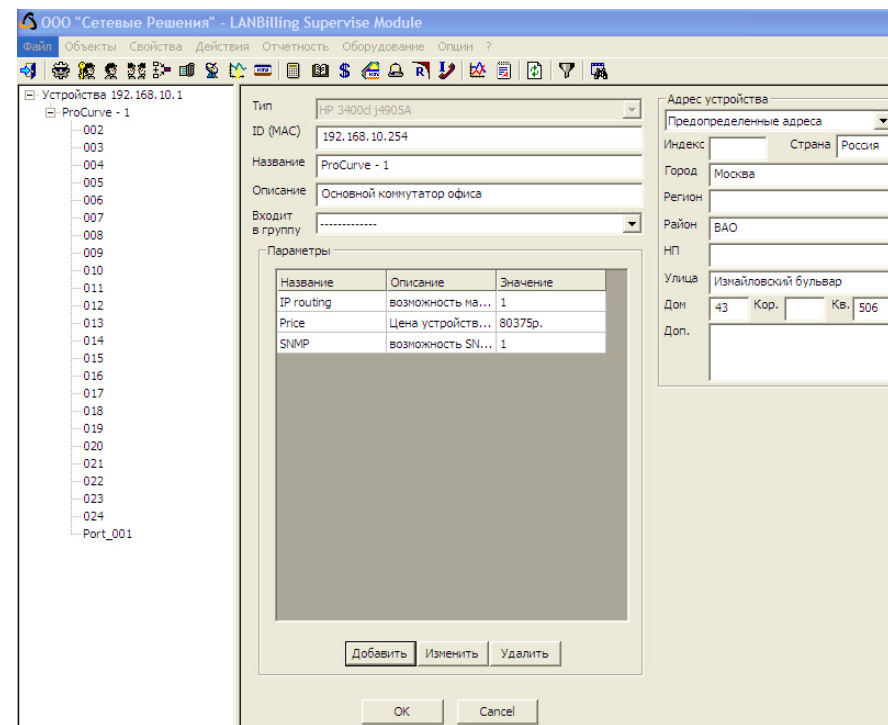 ООО "Сетевые Решения" - LANBilling Supervise Module
Файл Объекты Свойства Действия Отчетность Оборудование Опции ?
Устройства 192.168.10.1
ProCurve - 1
002
003
004
005
006
007
008
009
010
011
012
013
014
015
016
017
018
019
020
021
022
023
024
Port_001
Тип HP 3400cl j4905A
ID (MAC) 192.168.10.254
Название ProCurve - 1
Описание Основной коммутатор офиса
Входит
в группу -------------
Параметры
Название Описание Значение
IP routing возможность ма... 1
Price Цена устройств... 80375р.
SNMP возможность SN... 1
Добавить Изменить Удалить
OK Cancel
Адрес устройства
Предопределенные адреса
Индекс Страна Россия
Город Москва
Регион
Район ВАО
НП
Улица Измайловский бульвар
Дом 43 Кор. Кв. 506
Доп.